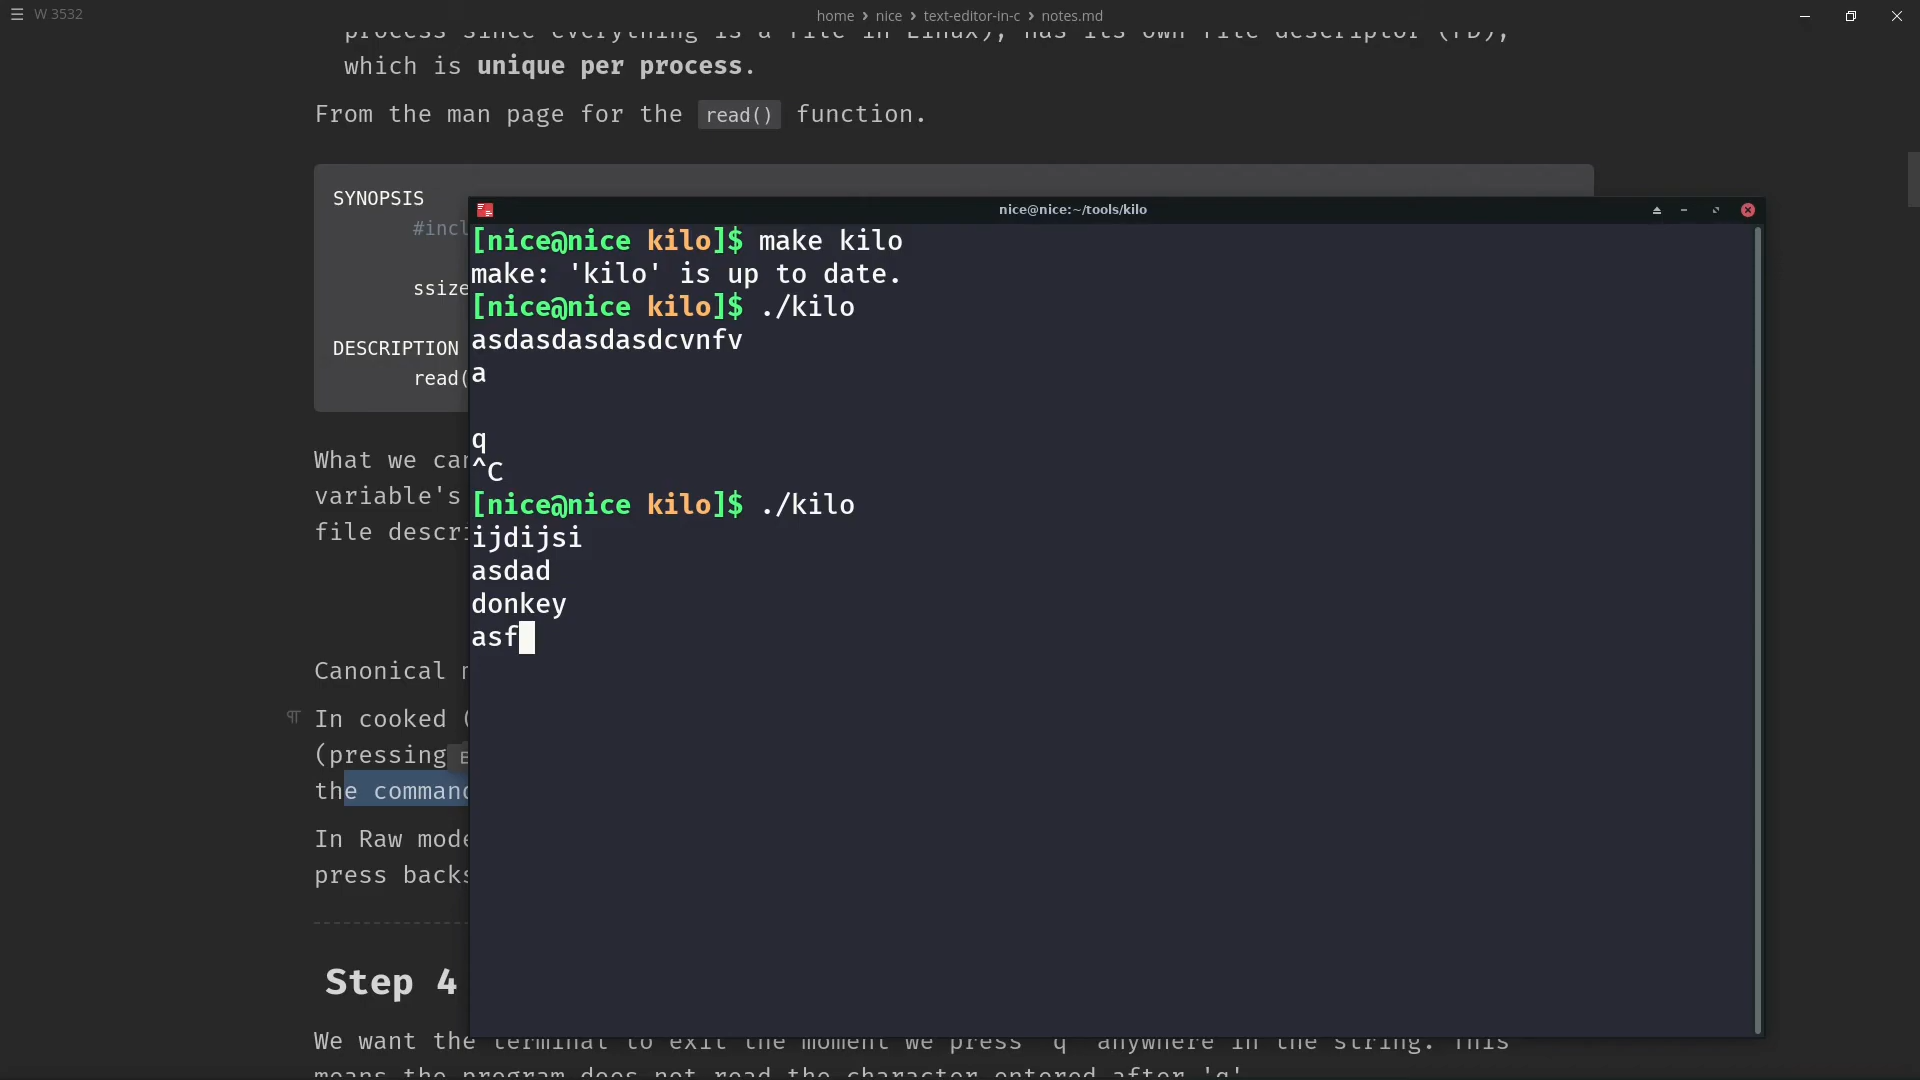 W 3532
home › nice › text-editor-in-c › notes.md
process since everything is a file in Linux), has its own file descriptor (FD),
which is unique per process.
From the man page for the read() function.
SYNOPSIS
#incl
ssize
DESCRIPTION
read(
What we can
variable's
file descri
Canonical
In cooked (
(pressing E
the command
In Raw mode
press backs
Step 4
We want the terminal to exit the moment we press 'q' anywhere in the string. This
means the program does not read the character entered after 'q'
nice@nice:~/tools/kilo
[nice@nice kilo]$ make kilo
make: 'kilo' is up to date.
[nice@nice kilo]$ ./kilo
asdasdasdasdcvnfv
a
q
^C
[nice@nice kilo]$ ./kilo
ijdijsi
asdad
donkey
asf